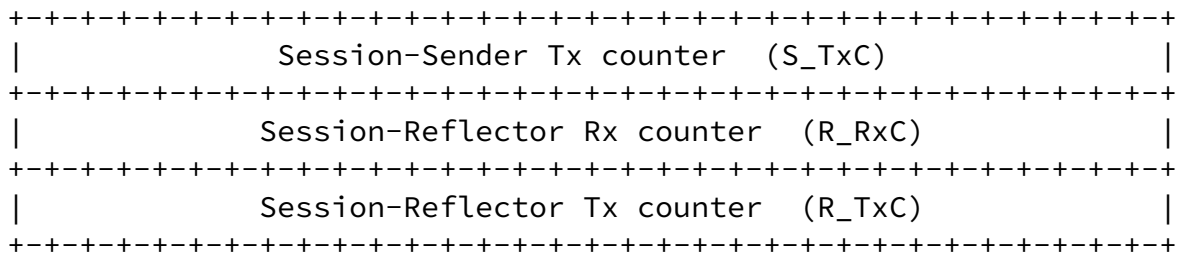 +-+-+-+-+-+-+-+-+-+-+-+-+-+-+-+-+-+-+-+-+-+-+-+-+-+-+-+-+-+-+-+-+
| Session-Sender Tx counter (S_TxC) |
+-+-+-+-+-+-+-+-+-+-+-+-+-+-+-+-+-+-+-+-+-+-+-+-+-+-+-+-+-+-+-+-+
| Session-Reflector Rx counter (R_RxC) |
+-+-+-+-+-+-+-+-+-+-+-+-+-+-+-+-+-+-+-+-+-+-+-+-+-+-+-+-+-+-+-+-+
| Session-Reflector Tx counter (R_TxC) |
+-+-+-+-+-+-+-+-+-+-+-+-+-+-+-+-+-+-+-+-+-+-+-+-+-+-+-+-+-+-+-+-+